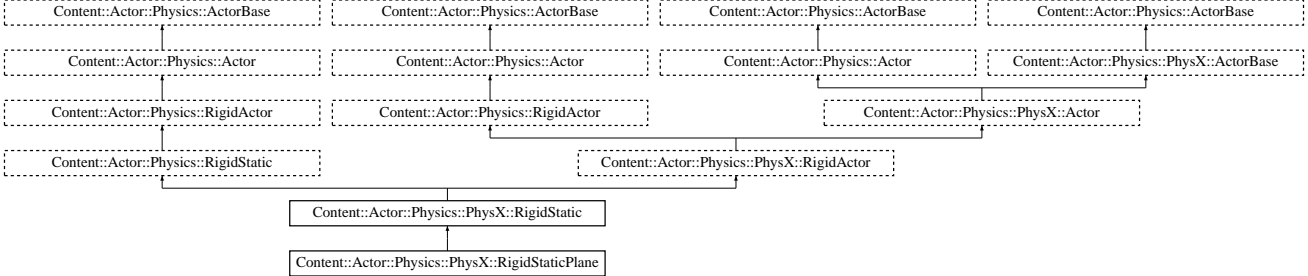 Content::Actor::Physics::ActorBase
Content::Actor::Physics::ActorBase
Content::Actor::Physics::ActorBase
Content::Actor::Physics::ActorBase
Content::Actor::Physics::Actor
Content::Actor::Physics::Actor
Content::Actor::Physics::Actor
Content::Actor::Physics::PhysX::ActorBase
Content::Actor::Physics::RigidActor
Content::Actor::Physics::RigidActor
Content::Actor::Physics::PhysX::Actor
Content::Actor::Physics::RigidStatic
Content::Actor::Physics::PhysX::RigidActor
Content::Actor::Physics::PhysX::RigidStatic
Content::Actor::Physics::PhysX::RigidStaticPlane